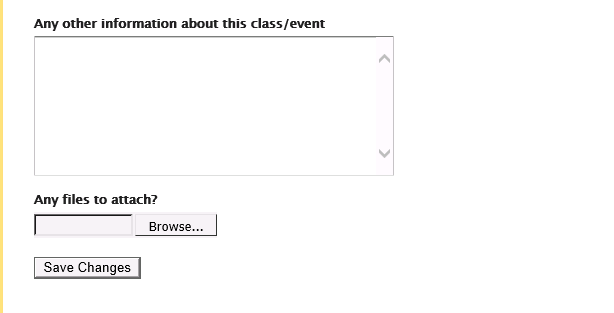 Any other information about this class/event
Any files to attach?
Browse...
Save Changes